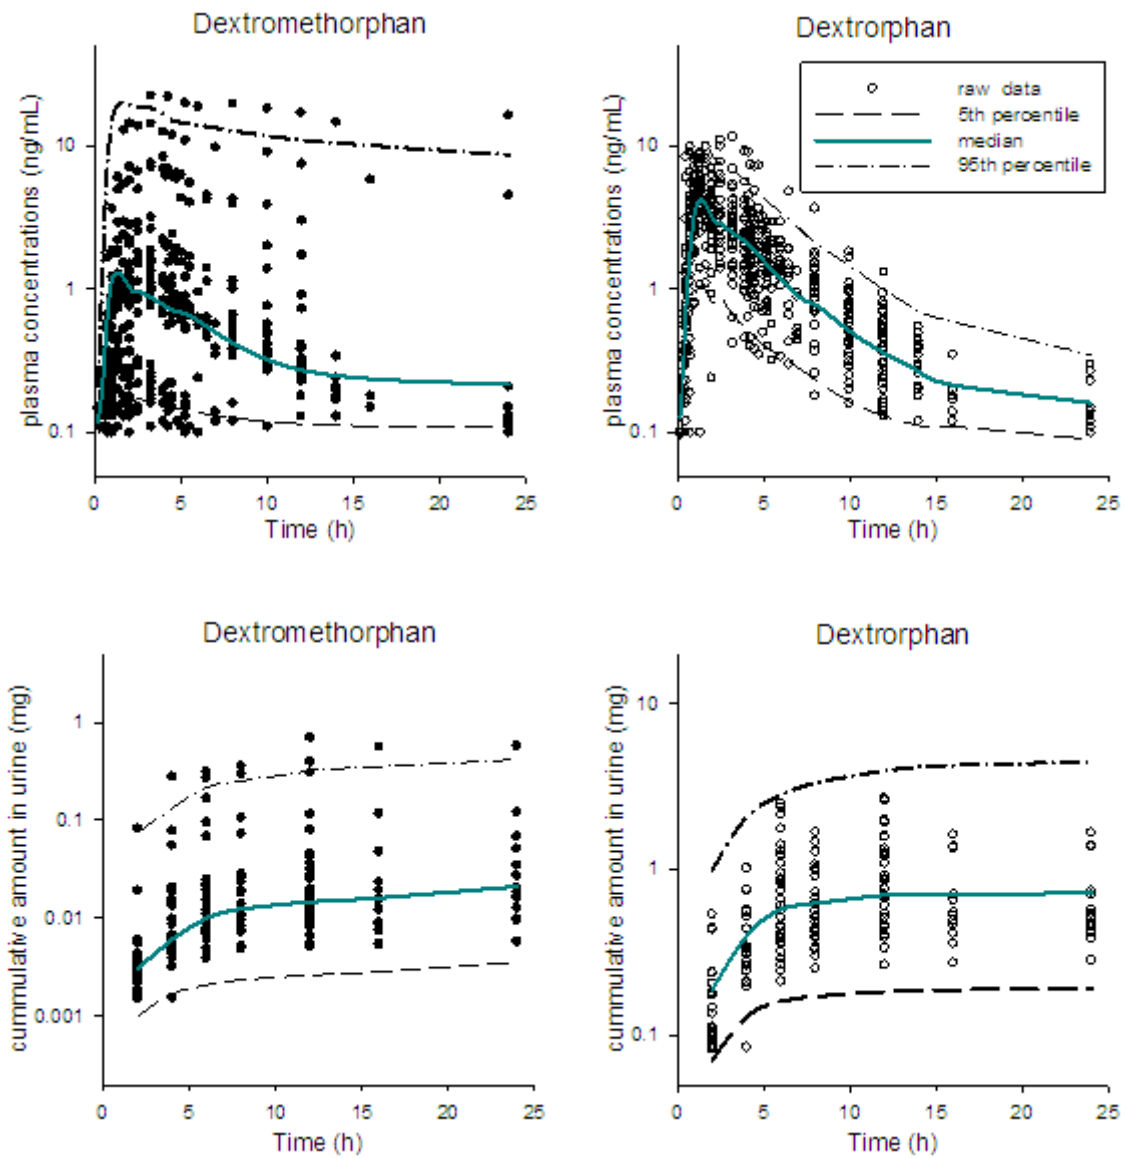 Dextromethorphan
plasma concentrations (ng/mL)
10
1
0.1
0 5 10 15 20 25
Time (h)
Dextrorphan
raw data
5th percentile
median
95th percentile
plasma concentrations (ng/mL)
10
1
0.1
0 5 10 15 20 25
Time (h)
Dextromethorphan
cummulative amount in urine (mg)
1
0.1
0.01
0.001
0 5 10 15 20 25
Time (h)
Dextrorphan
cummulative amount in urine (mg)
10
1
0.1
0 5 10 15 20 25
Time (h)